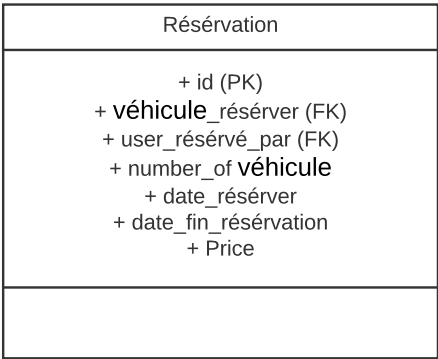 Résérvation
+ id (PK)
+ véhicule_résérver (FK)
+ user_résérvé_par (FK)
+ number_of véhicule
+ date_résérver
+ date_fin_résérvation
+ Price